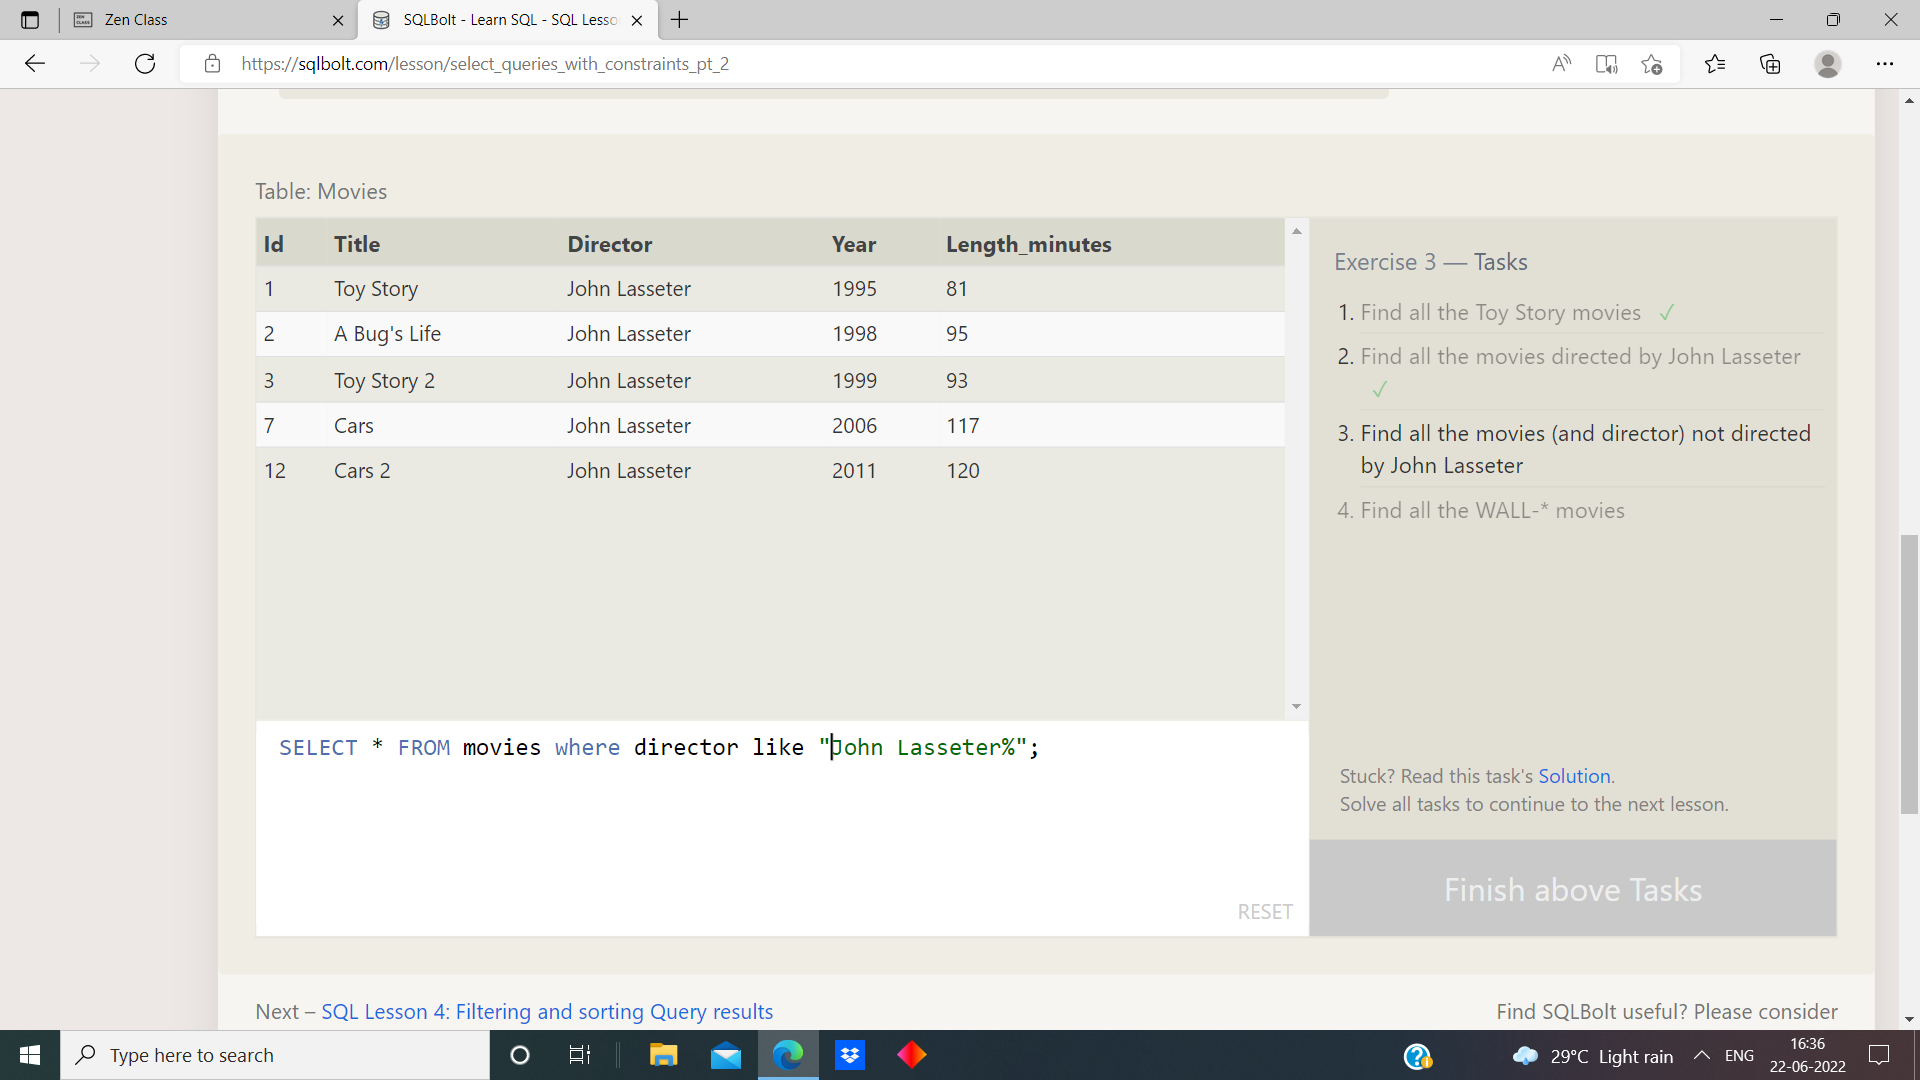 Zen Class
SQLBolt - Learn SQL - SQL Lesso
https://sqlbolt.com/lesson/select_queries_with_constraints_pt_2
Table: Movies
Id Title Director Year Length_minutes
1 Toy Story John Lasseter 1995 81
2 A Bug's Life John Lasseter 1998 95
3 Toy Story 2 John Lasseter 1999 93
7 Cars John Lasseter 2006 117
12 Cars 2 John Lasseter 2011 120
SELECT * FROM movies where director like "John Lasseter%";
RESET
Exercise 3 — Tasks
1. Find all the Toy Story movies ✓
2. Find all the movies directed by John Lasseter
✓
3. Find all the movies (and director) not directed
by John Lasseter
4. Find all the WALL-* movies
Stuck? Read this task's Solution.
Solve all tasks to continue to the next lesson.
Finish above Tasks
Next – SQL Lesson 4: Filtering and sorting Query results
Find SQLBolt useful? Please consider
Type here to search
29°C Light rain
ENG
16:36
22-06-2022